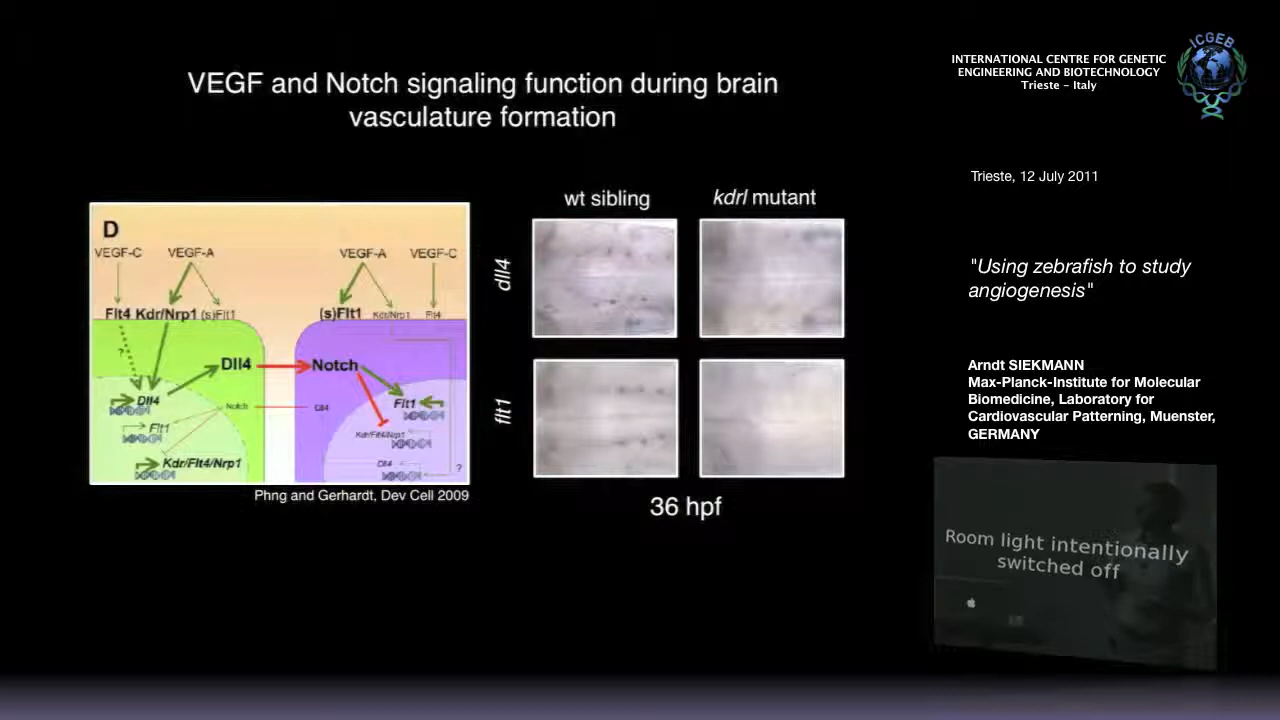 VEGF and Notch signaling function during brain
vasculature formation
D
VEGF-C VEGF-A VEGF-A VEGF-C
Flt4 Kdr/Nrp1 (s)Flt1 (s)Flt1 Kdr/Nrp1 Flt4
?
Dll4 Notch
Dll4 Flt1
Notch Dll4
Flt1 Kdr/Flt4/Nrp1
Kdr/Flt4/Nrp1 Dll4 ?
Phng and Gerhardt, Dev Cell 2009
wt sibling kdrl mutant
dll4
flt1
36 hpf
INTERNATIONAL CENTRE FOR GENETIC
ENGINEERING AND BIOTECHNOLOGY
Trieste – Italy
ICGEB
Trieste, 12 July 2011
"Using zebrafish to study
angiogenesis"
Arndt SIEKMANN
Max-Planck-Institute for Molecular
Biomedicine, Laboratory for
Cardiovascular Patterning, Muenster,
GERMANY
Room light intentionally
switched off